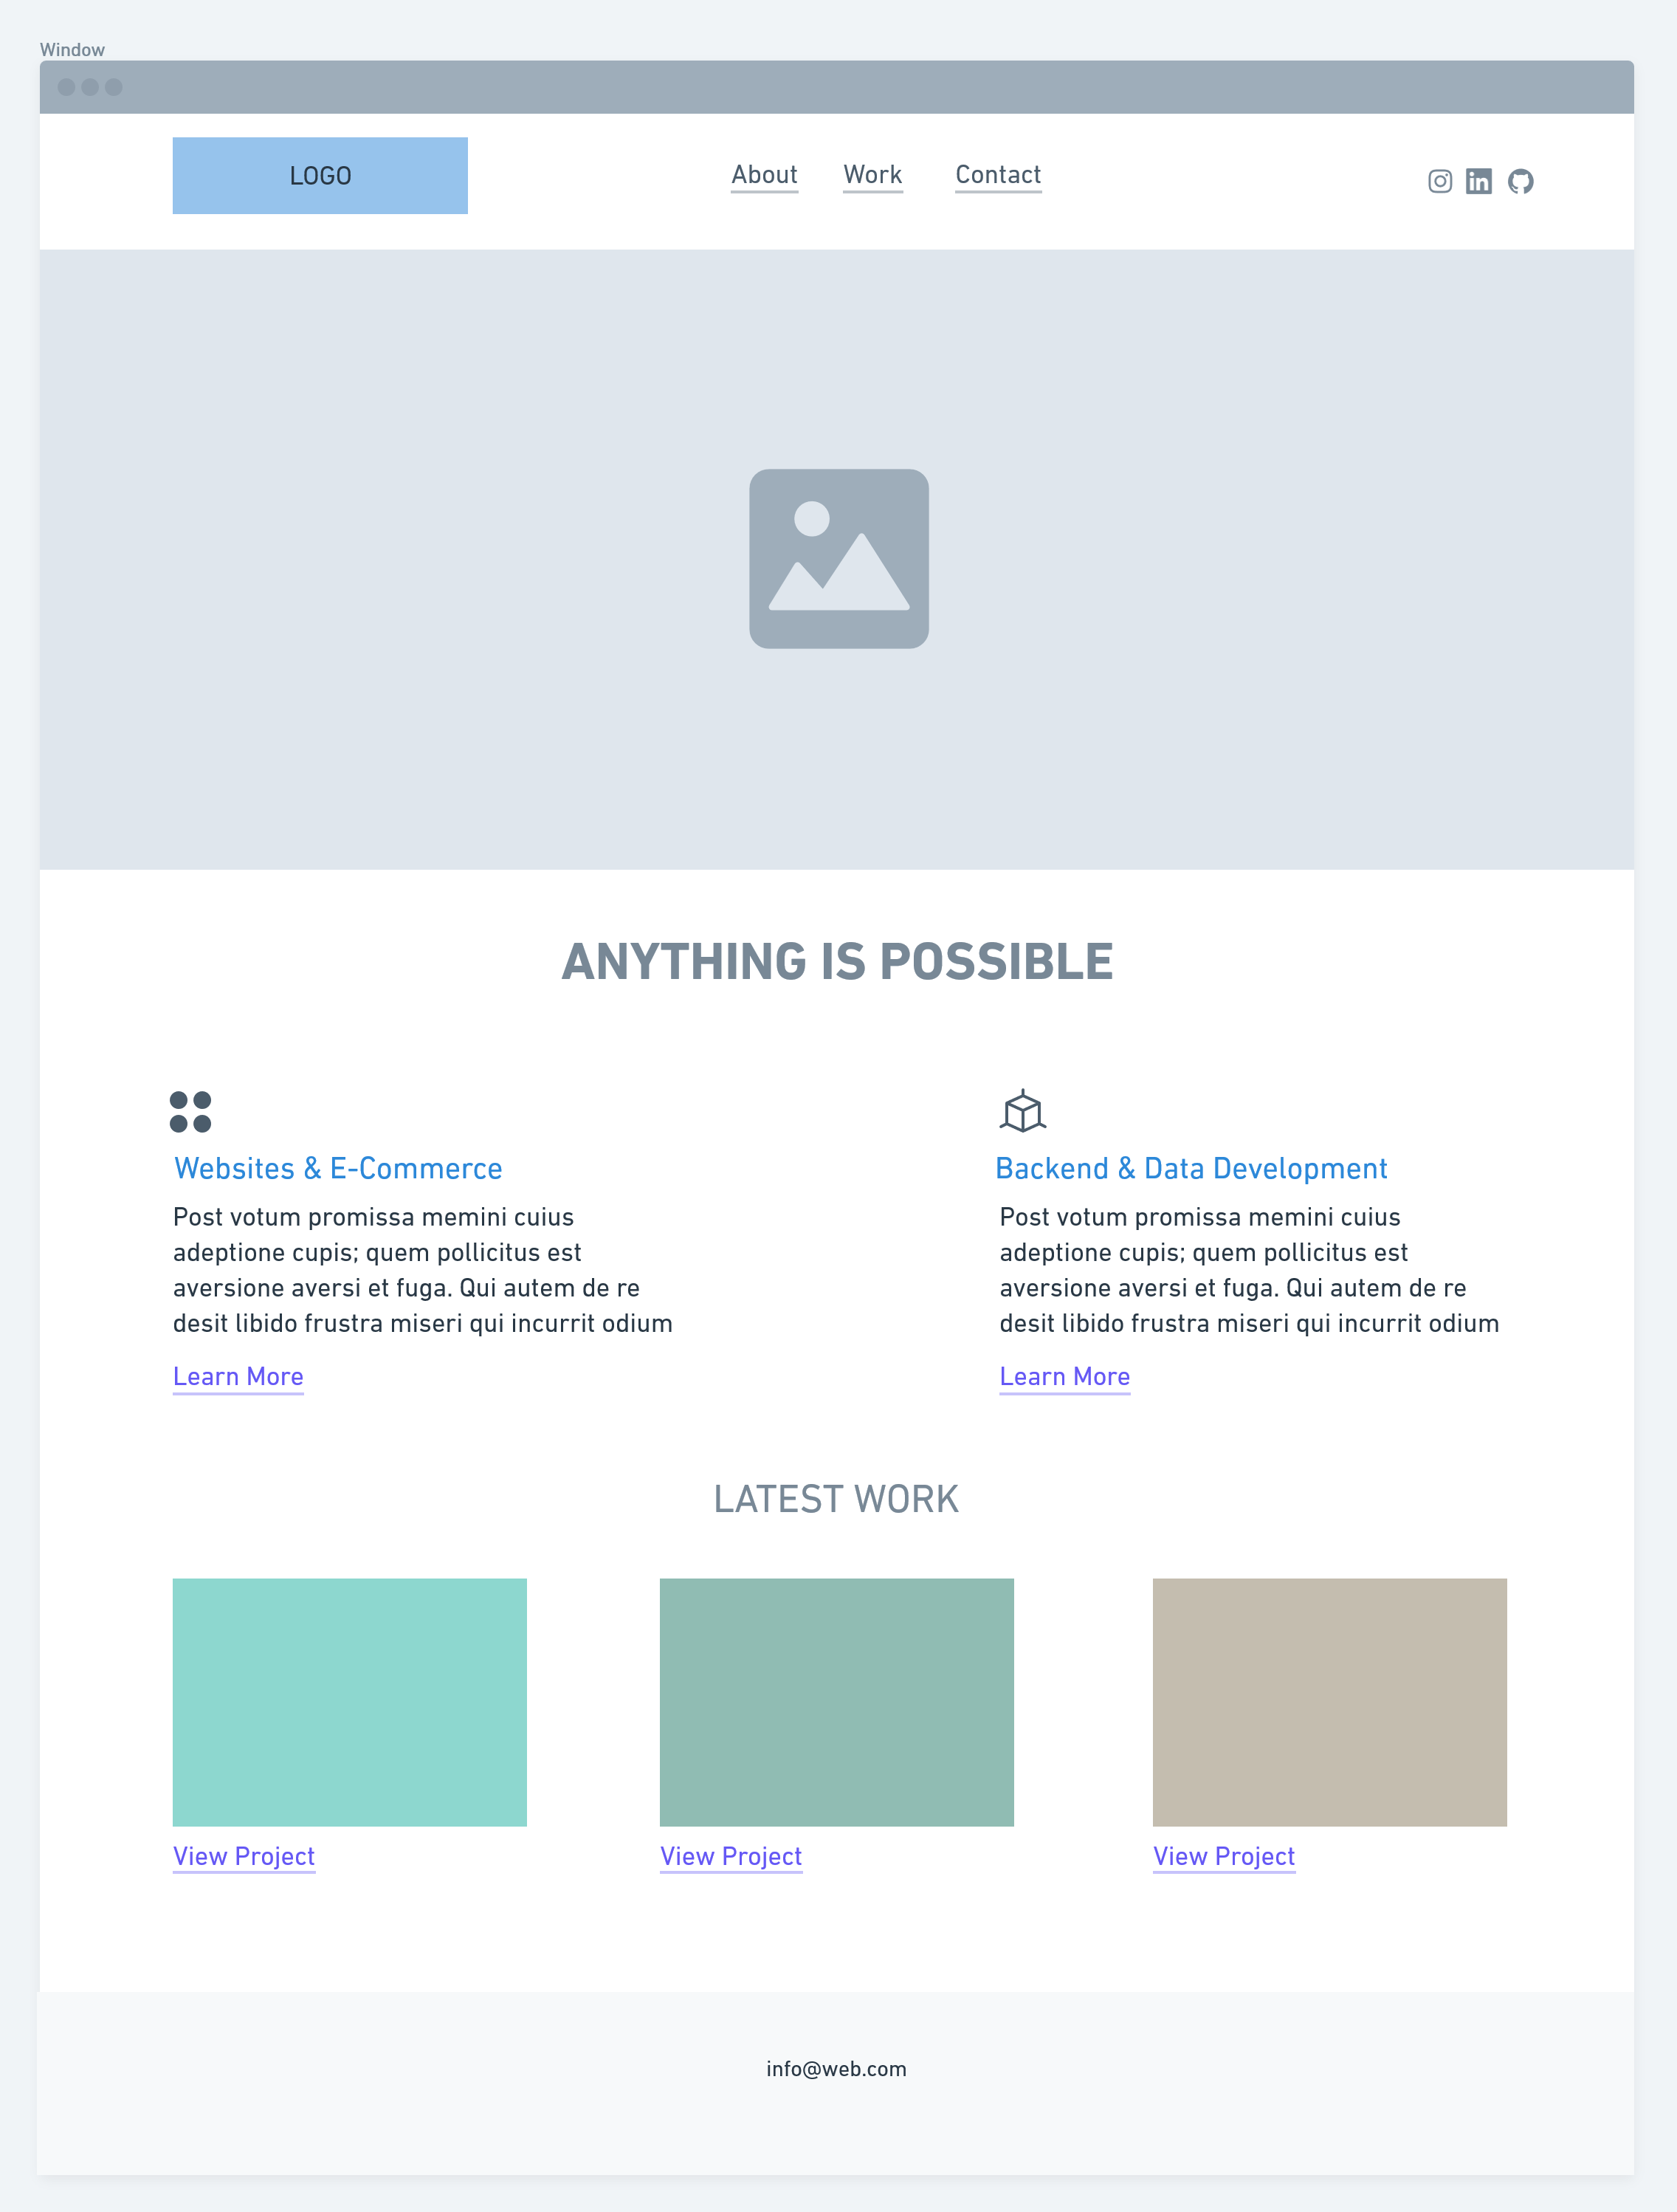 Window
LOGO
About Work Contact
ANYTHING IS POSSIBLE
Websites & E-Commerce
Post votum promissa memini cuius
adeptione cupis; quem pollicitus est
aversione aversi et fuga. Qui autem de re
desit libido frustra miseri qui incurrit odium
Learn More
Backend & Data Development
Post votum promissa memini cuius
adeptione cupis; quem pollicitus est
aversione aversi et fuga. Qui autem de re
desit libido frustra miseri qui incurrit odium
Learn More
LATEST WORK
View Project
View Project
View Project
info@web.com